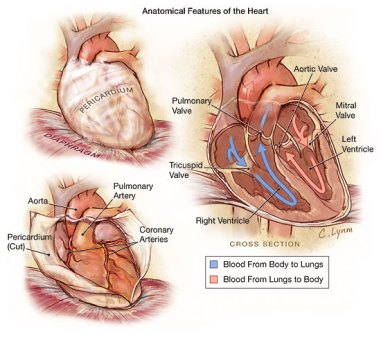 Anatomical Features of the Heart
PERICARDIUM
DIAPHRAGM
Aortic Valve
Pulmonary
Valve
Mitral
Valve
Left
Ventricle
Tricuspid
Valve
Right Ventricle
CROSS SECTION
C. Lynm
Pulmonary
Artery
Aorta
Pericardium
(Cut)
Coronary
Arteries
Blood From Body to Lungs
Blood From Lungs to Body